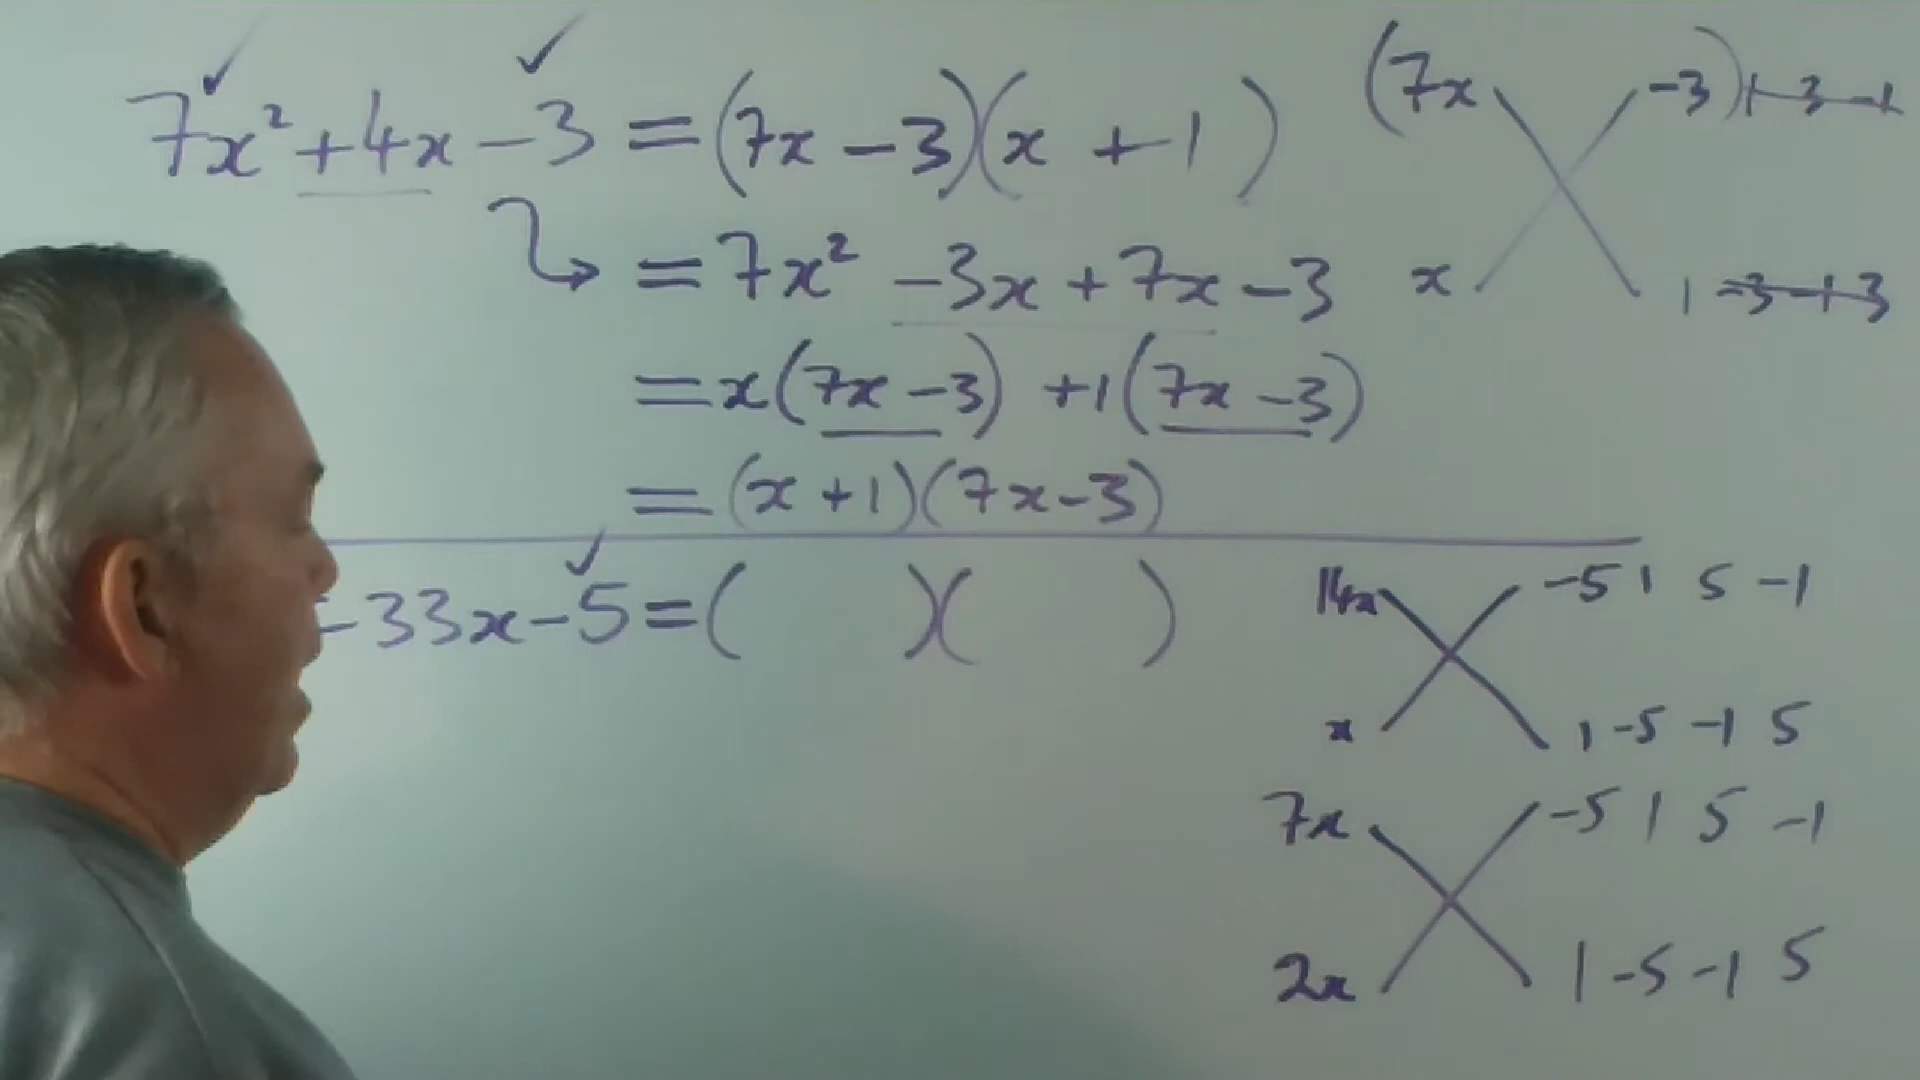 7x² + 4x - 3 = (7x - 3)(x + 1)
= 7x² - 3x + 7x - 3
= x(7x - 3) + 1(7x - 3)
= (x + 1)(7x - 3)
- 33x - 5 = ( )( )
(7x -3) 1 3 -1
x 1 -3 -1 3
14x -5 1 5 -1
x 1 -5 -1 5
7x -5 1 5 -1
2x 1 -5 -1 5